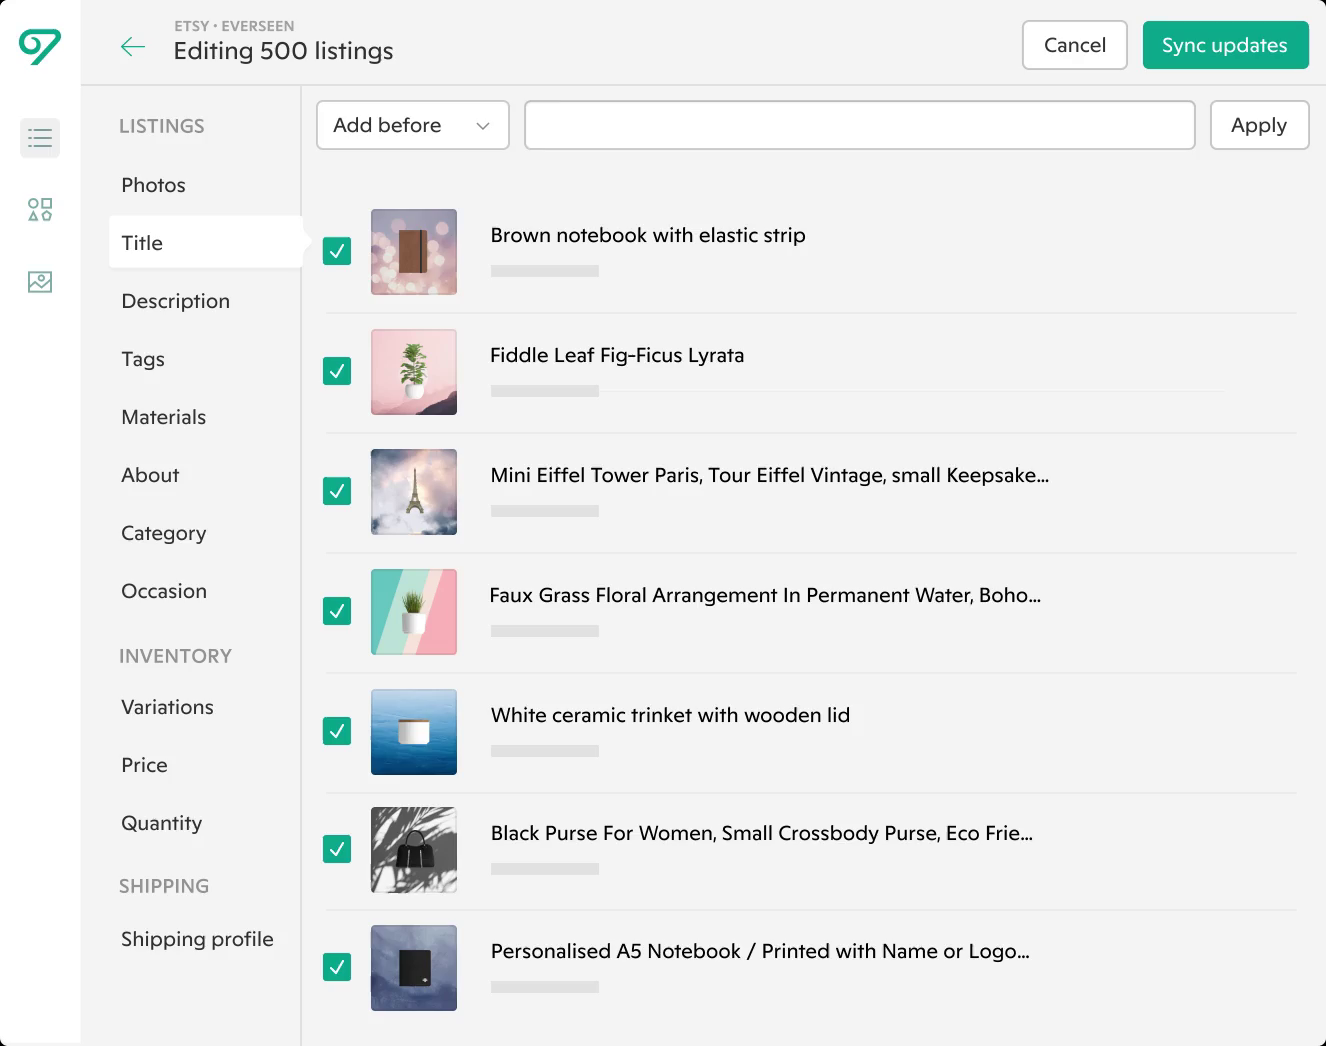 ETSY • EVERSEEN
Editing 500 listings
Cancel
Sync updates
LISTINGS
Photos
Title
Description
Tags
Materials
About
Category
Occasion
INVENTORY
Variations
Price
Quantity
SHIPPING
Shipping profile
Add before
Apply
Brown notebook with elastic strip
Fiddle Leaf Fig-Ficus Lyrata
Mini Eiffel Tower Paris, Tour Eiffel Vintage, small Keepsake...
Faux Grass Floral Arrangement In Permanent Water, Boho...
White ceramic trinket with wooden lid
Black Purse For Women, Small Crossbody Purse, Eco Frie...
Personalised A5 Notebook / Printed with Name or Logo...